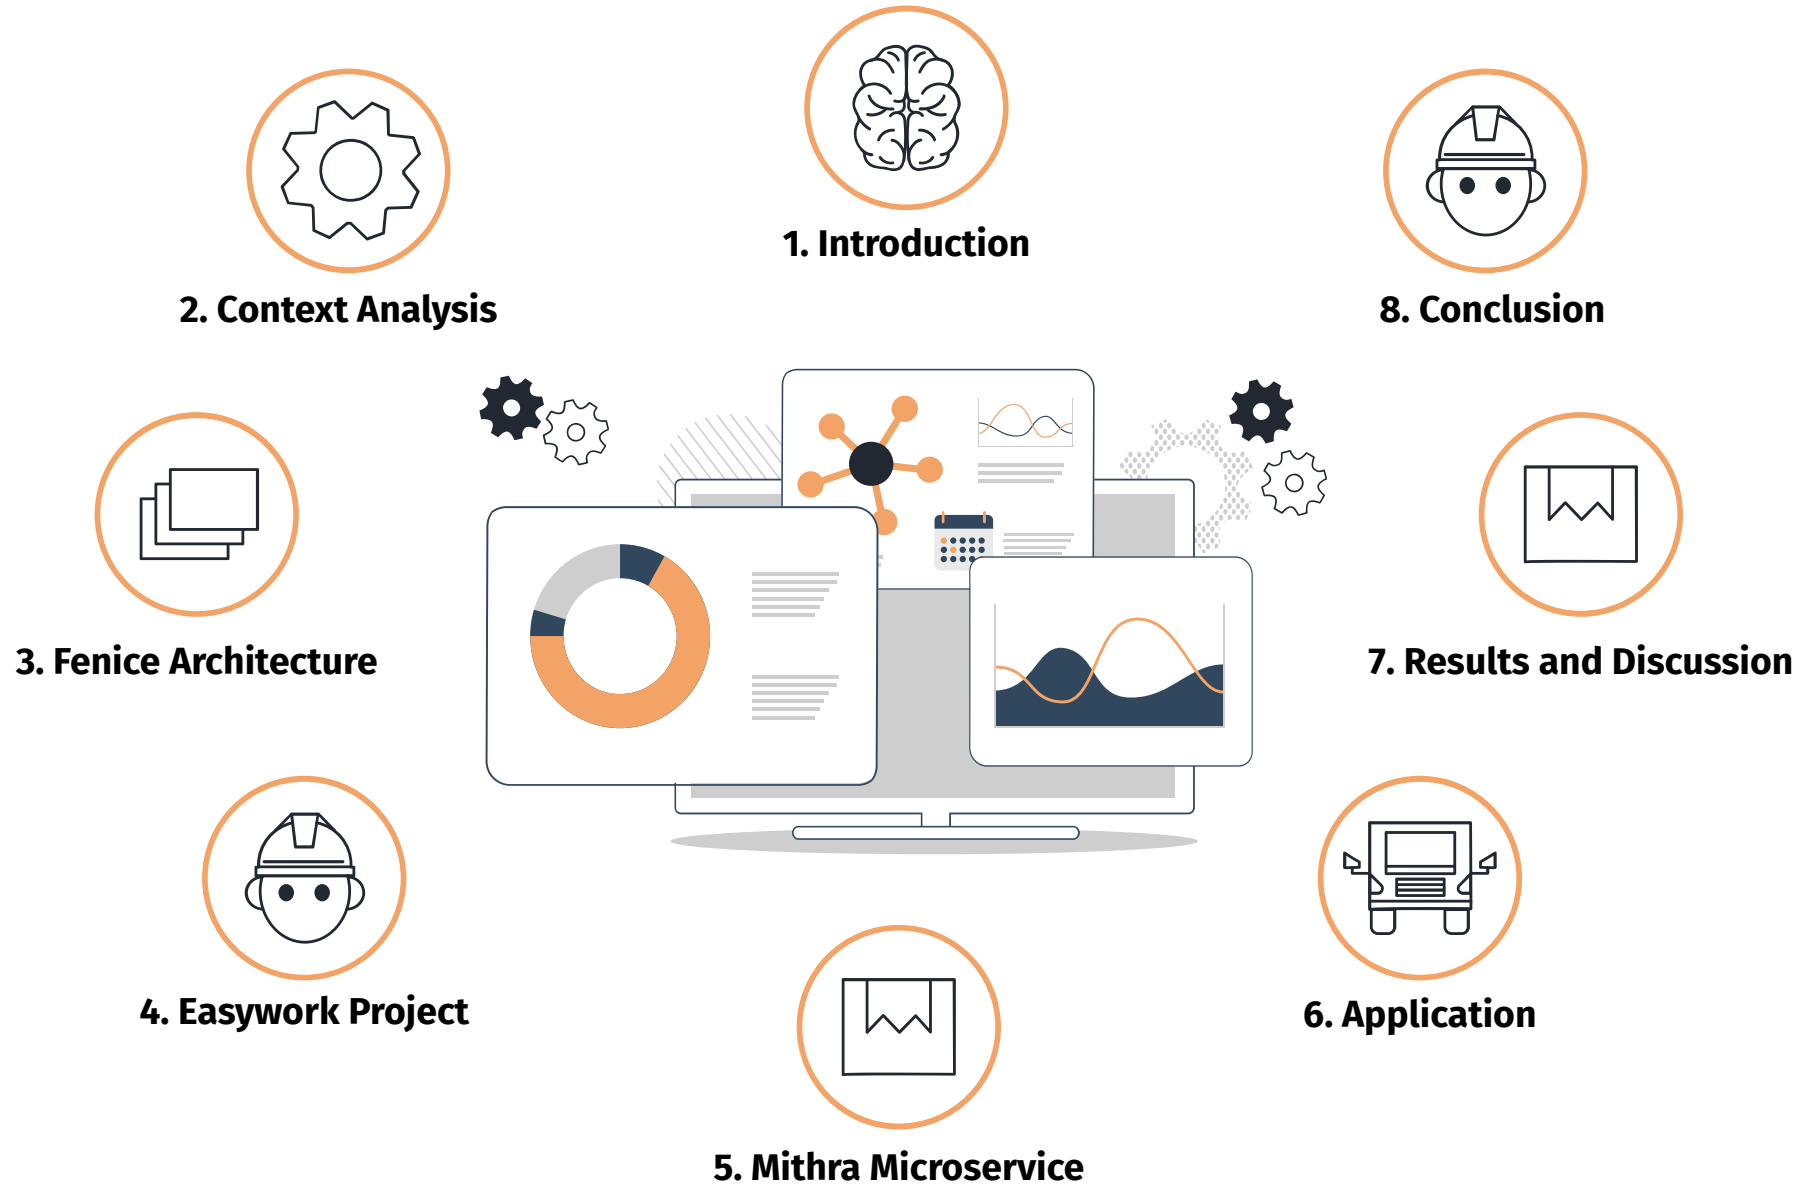 1. Introduction
2. Context Analysis
3. Fenice Architecture
4. Easywork Project
5. Mithra Microservice
6. Application
7. Results and Discussion
8. Conclusion